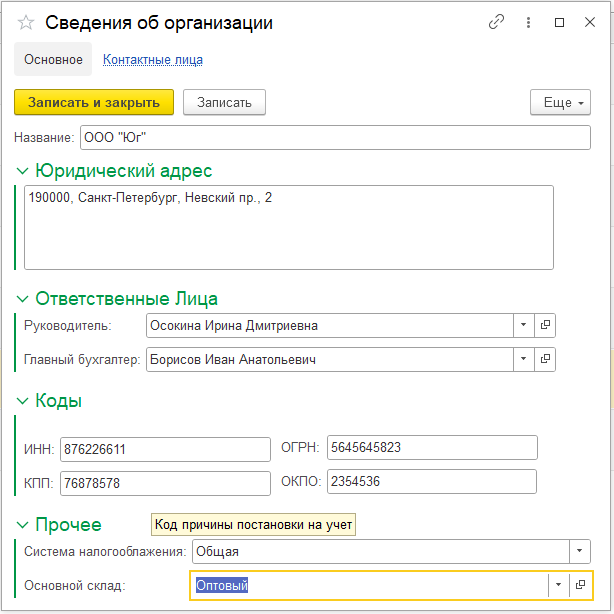 Сведения об организации
Основное Контактные лица
Записать и закрыть Записать Еще
Название: ООО "Юг"
Юридический адрес
190000, Санкт-Петербург, Невский пр., 2
Ответственные Лица
Руководитель: Осокина Ирина Дмитриевна
Главный бухгалтер: Борисов Иван Анатольевич
Коды
ИНН: 876226611 ОГРН: 5645645823
КПП: 76878578 ОКПО: 2354536
Прочее Код причины постановки на учет
Система налогооблажения: Общая
Основной склад: Оптовый